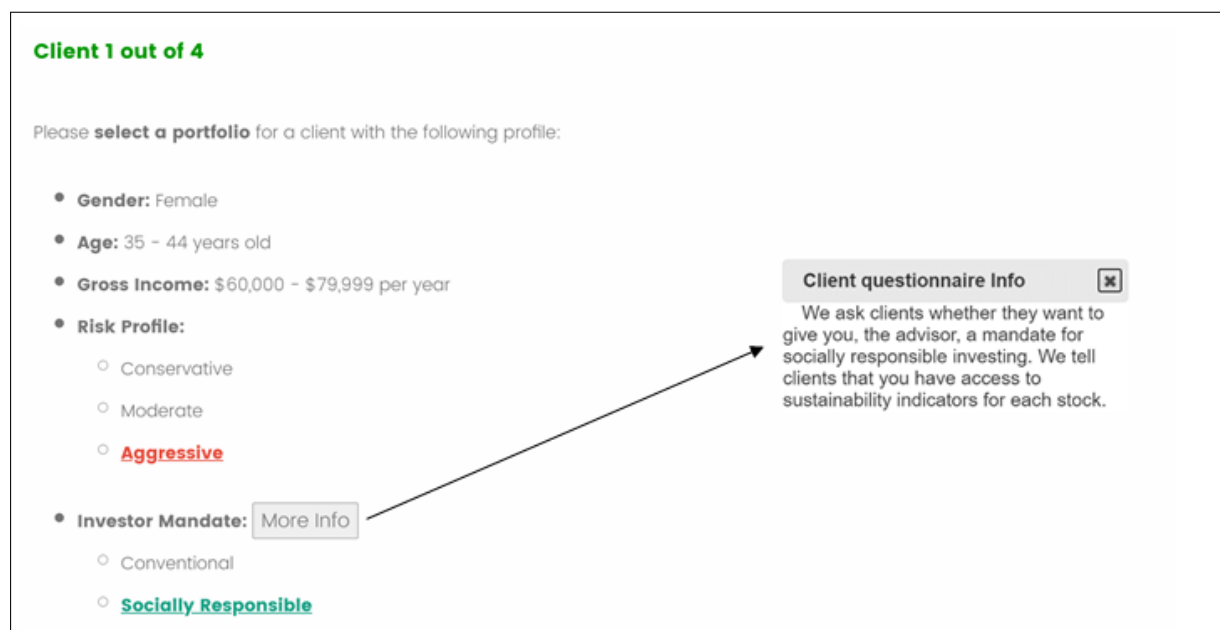 Client 1 out of 4
Please select a portfolio for a client with the following profile:
Gender: Female
Age: 35 - 44 years old
Gross Income: $60,000 - $79,999 per year
Risk Profile:
Conservative
Moderate
Aggressive
Investor Mandate: More Info
Conventional
Socially Responsible
Client questionnaire Info
We ask clients whether they want to
give you, the advisor, a mandate for
socially responsible investing. We tell
clients that you have access to
sustainability indicators for each stock.